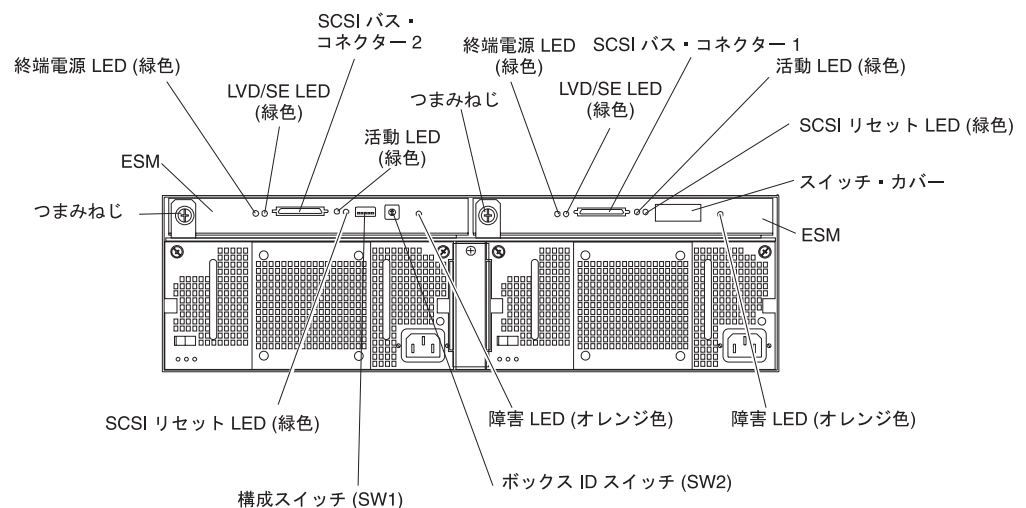 SCSI バス・
コネクター 2
終端電源 LED (緑色)
LVD/SE LED
(緑色)
活動 LED
(緑色)
ESM
つまみねじ
終端電源 LED
(緑色)
SCSI バス・コネクター 1
活動 LED (緑色)
つまみねじ
LVD/SE LED
(緑色)
SCSI リセット LED (緑色)
スイッチ・カバー
ESM
SCSI リセット LED (緑色)
障害 LED (オレンジ色)
障害 LED (オレンジ色)
ボックス ID スイッチ (SW2)
構成スイッチ (SW1)